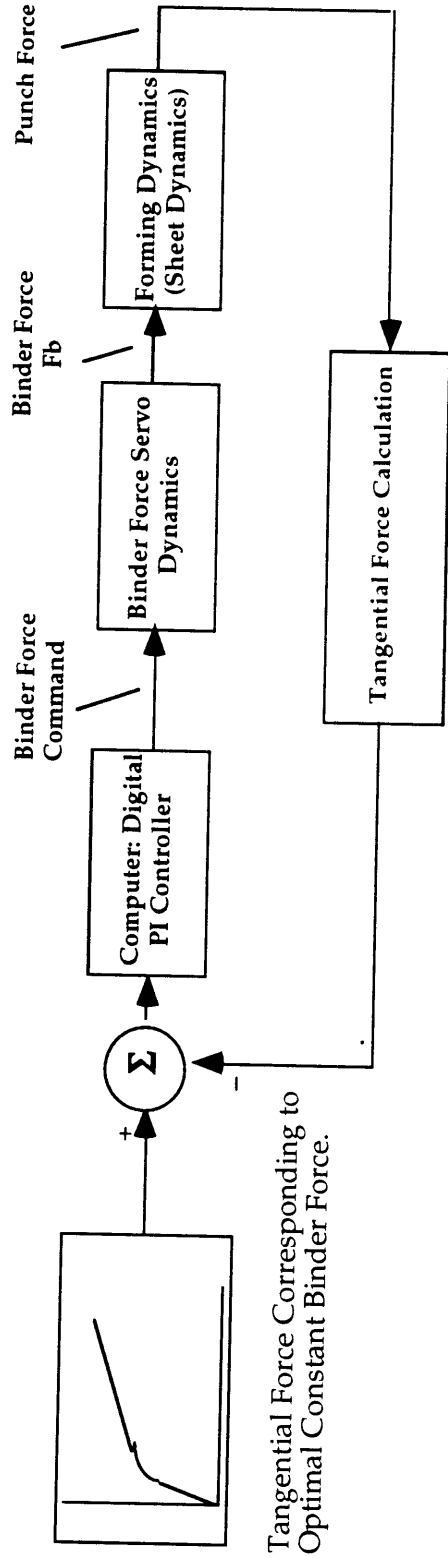 Tangential Force Corresponding to
Optimal Constant Binder Force.
+
−
Σ
Computer: Digital
PI Controller
Binder Force
Command
Binder Force Servo
Dynamics
Binder Force
Fb
Forming Dynamics
(Sheet Dynamics)
Punch Force
Tangential Force Calculation